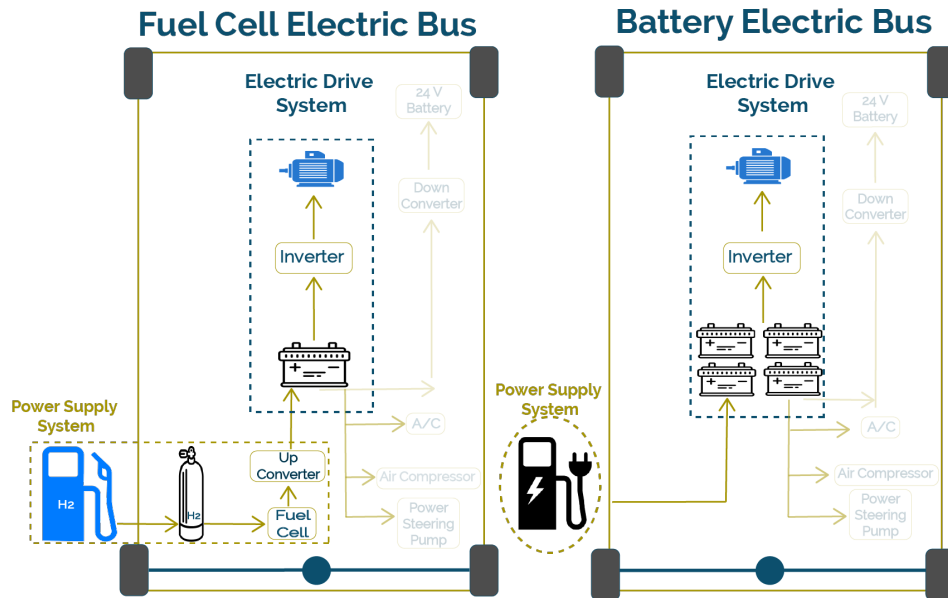 Fuel Cell Electric Bus
Electric Drive
System
24 V
Battery
Down
Converter
Inverter
Power Supply
System
H2
H2
Up
Converter
Fuel
Cell
A/C
Air Compressor
Power
Steering
Pump
Battery Electric Bus
Electric Drive
System
24 V
Battery
Down
Converter
Inverter
Power Supply
System
A/C
Air Compressor
Power
Steering
Pump